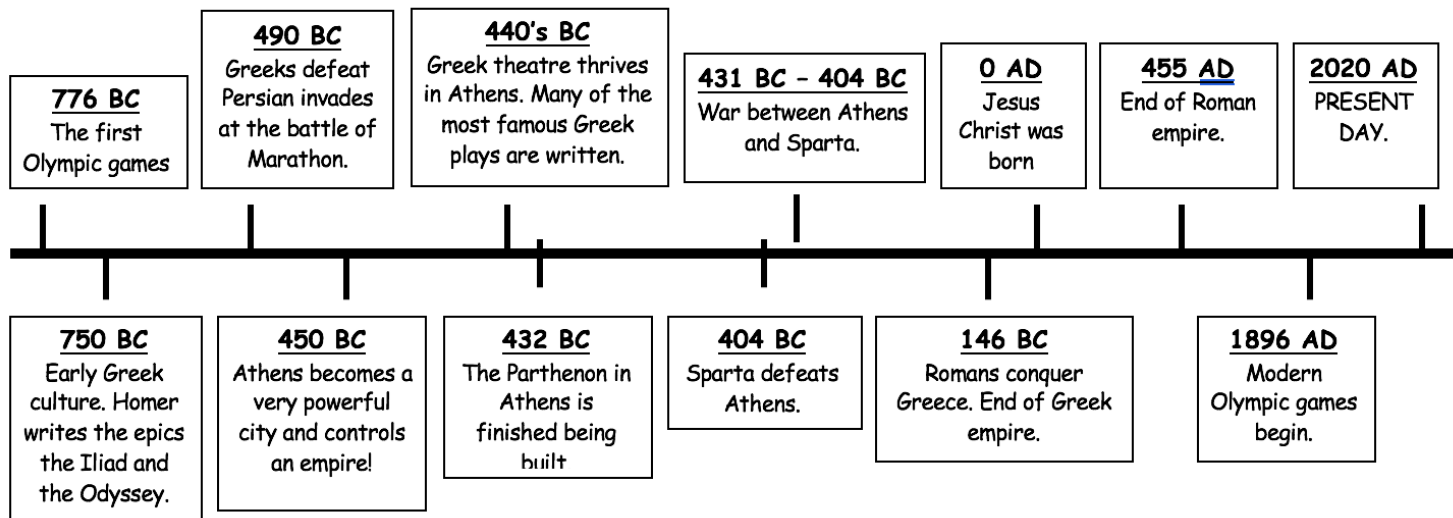 776 BC
The first
Olympic games
490 BC
Greeks defeat
Persian invades
at the battle of
Marathon.
440's BC
Greek theatre thrives
in Athens. Many of the
most famous Greek
plays are written.
431 BC – 404 BC
War between Athens
and Sparta.
0 AD
Jesus
Christ was
born
455 AD
End of Roman
empire.
2020 AD
PRESENT
DAY.
750 BC
Early Greek
culture. Homer
writes the epics
the Iliad and
the Odyssey.
450 BC
Athens becomes a
very powerful
city and controls
an empire!
432 BC
The Parthenon in
Athens is
finished being
built
404 BC
Sparta defeats
Athens.
146 BC
Romans conquer
Greece. End of Greek
empire.
1896 AD
Modern
Olympic games
begin.